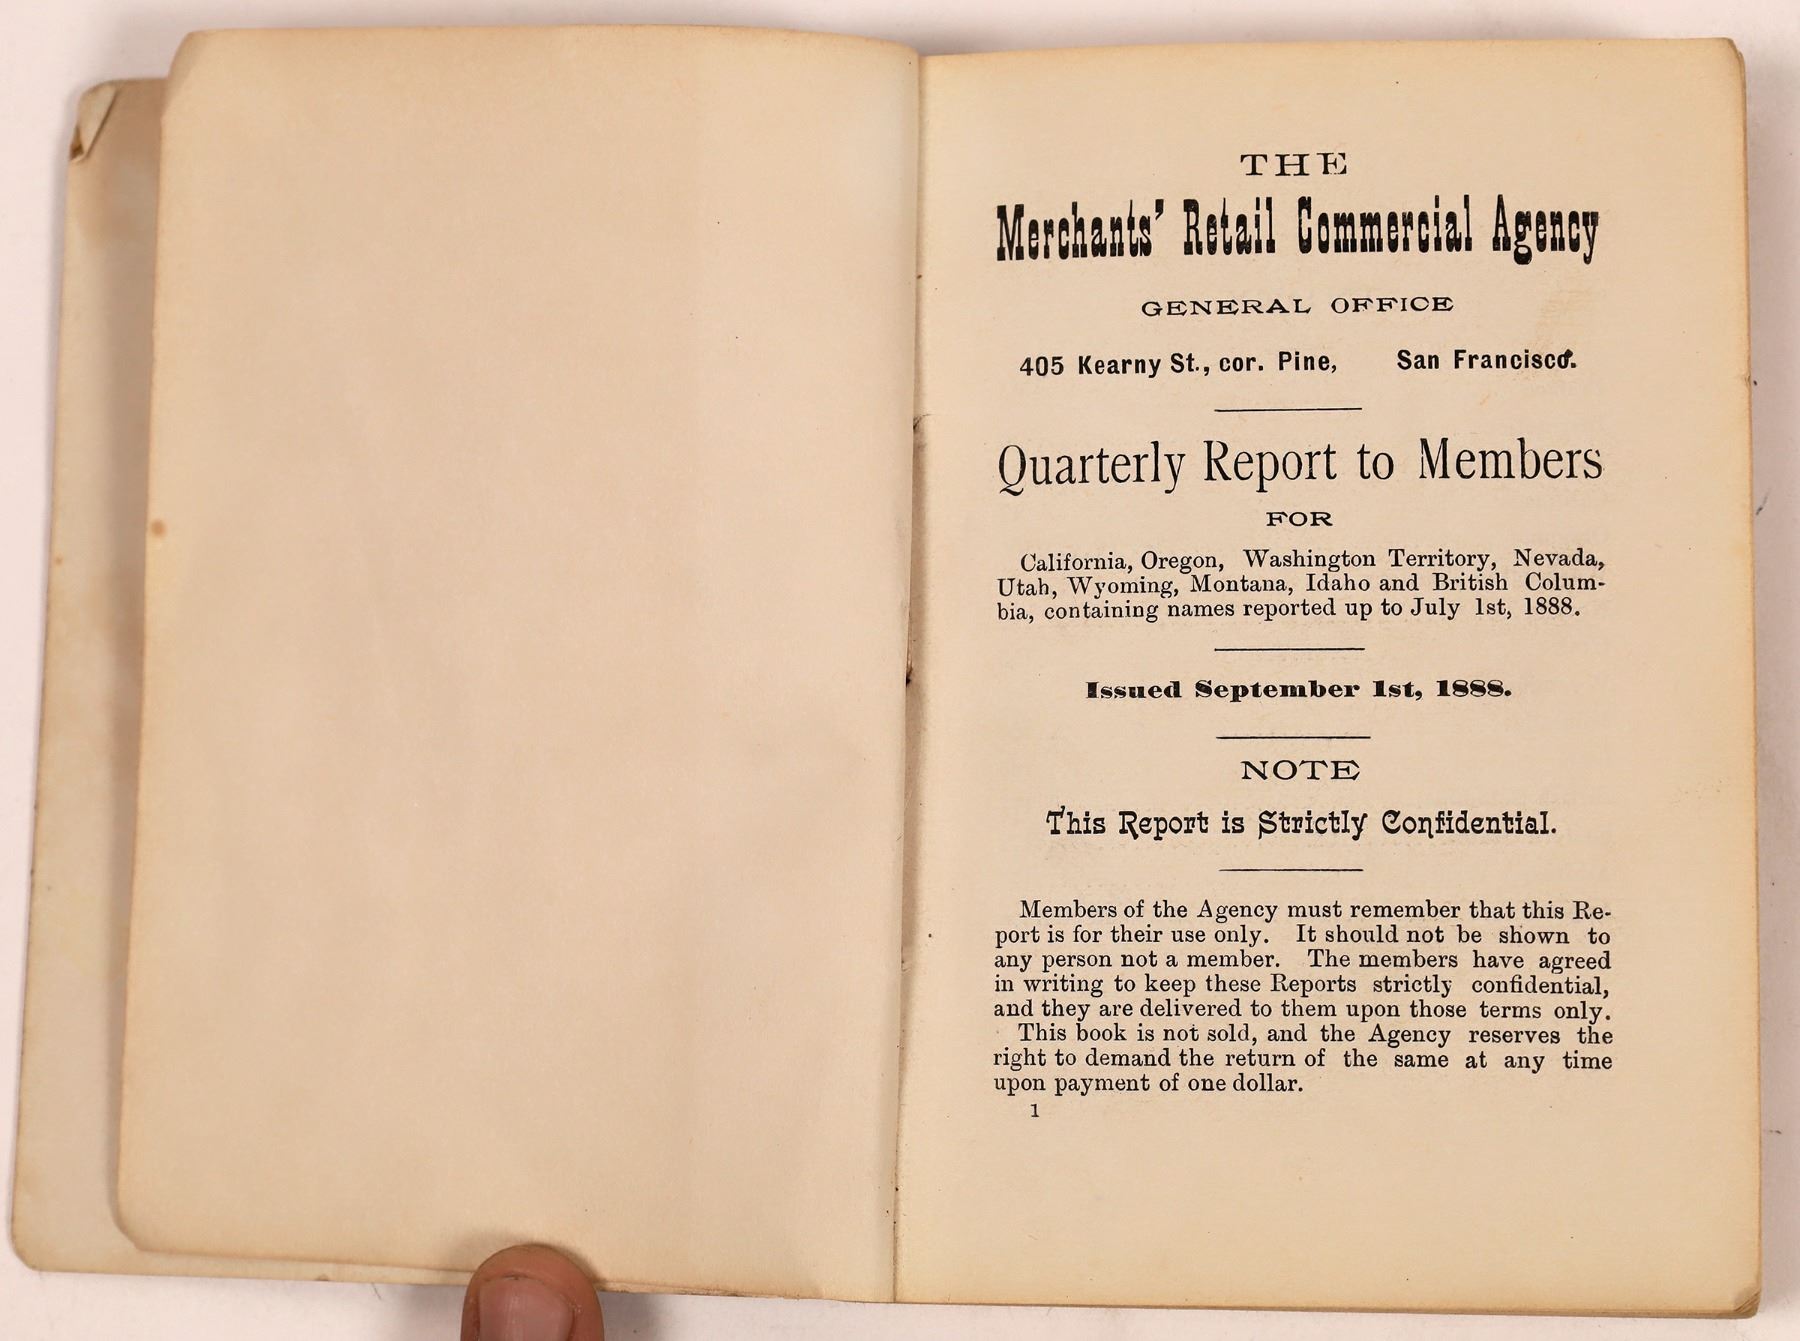 THE
Merchants' Retail Commercial Agency
GENERAL OFFICE
405 Kearny St., cor. Pine, San Francisco.
Quarterly Report to Members
FOR
California, Oregon, Washington Territory, Nevada,
Utah, Wyoming, Montana, Idaho and British Colum-
bia, containing names reported up to July 1st, 1888.
Issued September 1st, 1888.
NOTE
This Report is Strictly Confidential.
Members of the Agency must remember that this Re-
port is for their use only. It should not be shown to
any person not a member. The members have agreed
in writing to keep these Reports strictly confidential,
and they are delivered to them upon those terms only.
This book is not sold, and the Agency reserves the
right to demand the return of the same at any time
upon payment of one dollar.
1